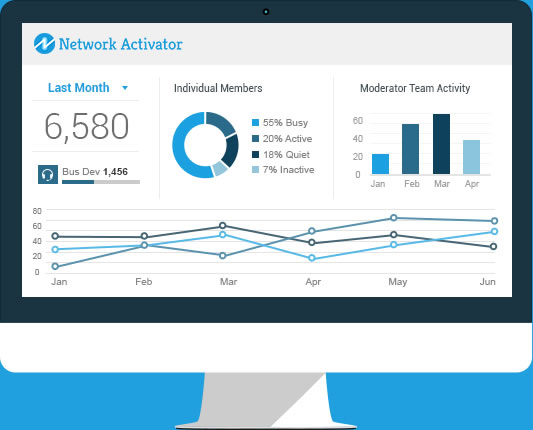 Network Activator
Last Month
6,580
Bus Dev 1,456
Individual Members
55% Busy
20% Active
18% Quiet
7% Inactive
Moderator Team Activity
60
40
20
0
Jan Feb Mar Apr
80
60
40
20
0
Jan Feb Mar Apr May Jun